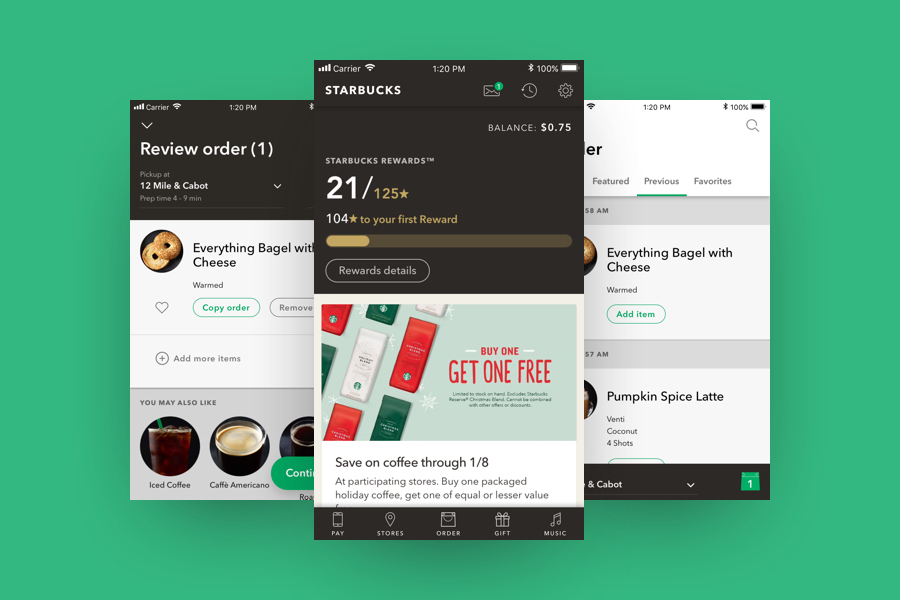 Carrier
1:20 PM
Review order (1)
Pickup at
12 Mile & Cabot
Prep time 4 - 9 min
Everything Bagel with
Cheese
Warmed
Copy order
Remove
Add more items
YOU MAY ALSO LIKE
Iced Coffee
Caffè Americano
Roa
Conti
Carrier
1:20 PM
100%
STARBUCKS
1
BALANCE: $0.75
STARBUCKS REWARDS™
21/125★
104★ to your first Reward
Rewards details
BUY ONE
GET ONE FREE
Limited to stock on hand. Excludes Starbucks
Reserve® Christmas Blend. Cannot be combined
with other offers or discounts.
Save on coffee through 1/8
At participating stores. Buy one packaged
holiday coffee, get one of equal or lesser value
PAY
STORES
ORDER
GIFT
MUSIC
1:20 PM
100%
der
Featured
Previous
Favorites
58 AM
Everything Bagel with
Cheese
Warmed
Add item
57 AM
Pumpkin Spice Latte
Venti
Coconut
4 Shots
e & Cabot
1